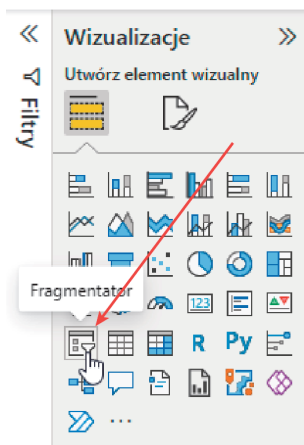 Wizualizacje
Utwórz element wizualny
Filtry
123
Fragmentator
R Py
...